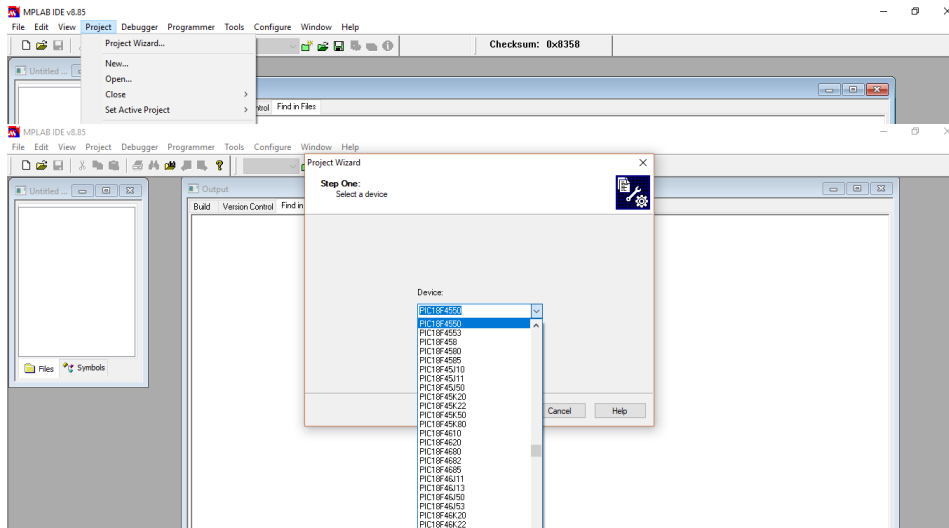 MPLAB IDE v8.85
File Edit View Project Debugger Programmer Tools Configure Window Help
Project Wizard...
Checksum: 0x8358
New...
Untitled ...
Open...
Close
Set Active Project
Find in Files
MPLAB IDE v8.85
File Edit View Project Debugger Programmer Tools Configure Window Help
Project Wizard
Step One:
Select a device
Untitled ...
Output
Build Version Control Find in
Device:
PIC18F4550
PIC18F4550
PIC18F4553
PIC18F458
PIC18F4580
PIC18F4585
PIC18F45J10
PIC18F45J11
PIC18F45J50
PIC18F45K20
PIC18F45K22
PIC18F45K50
PIC18F45K80
PIC18F4610
PIC18F4620
PIC18F4680
PIC18F4682
PIC18F4685
PIC18F46J11
PIC18F46J13
PIC18F46J50
PIC18F46J53
PIC18F46K20
PIC18F46K22
Files Symbols
Cancel Help